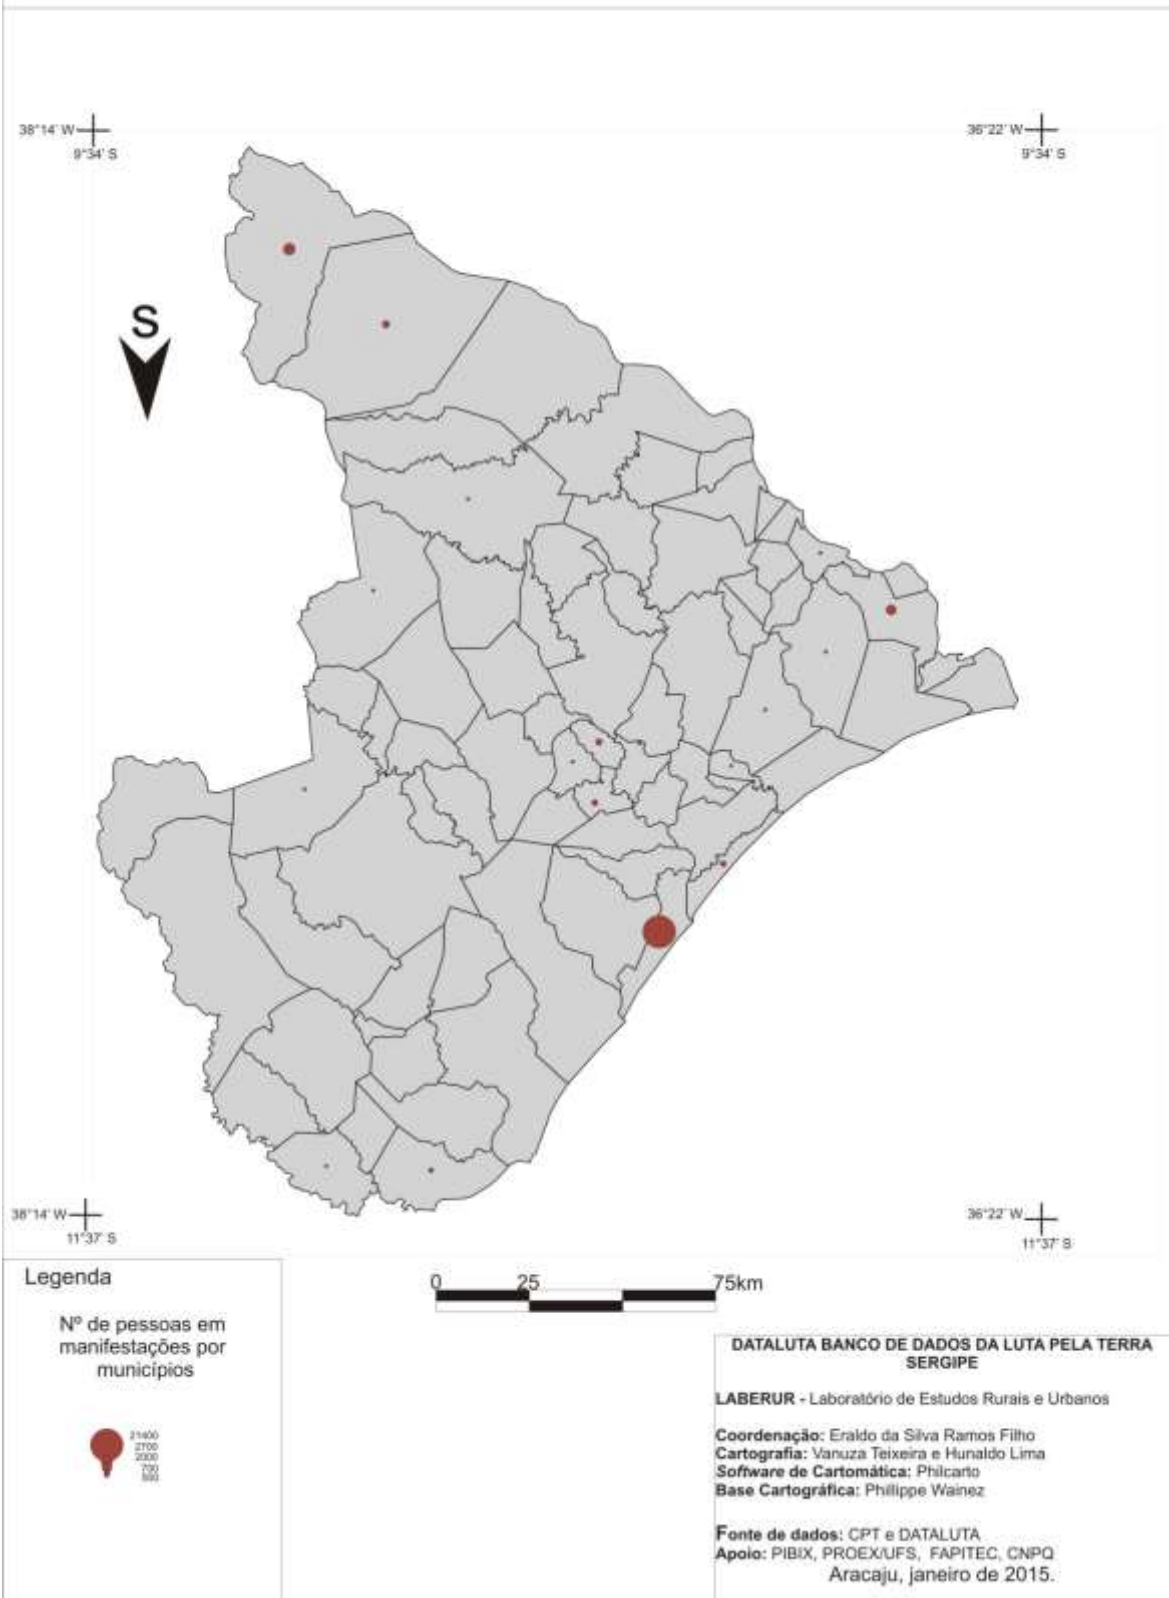 38°14' W
9°34' S
36°22' W
9°34' S
S
38°14' W
11°37' S
36°22' W
11°37' S
Legenda
Nº de pessoas em
manifestações por
municípios
21400
2700
2000
700
0 25 75km
DATALUTA BANCO DE DADOS DA LUTA PELA TERRA
SERGIPE
LABERUR - Laboratório de Estudos Rurais e Urbanos
Coordenação: Eraldo da Silva Ramos Filho
Cartografia: Vanuza Teixeira e Hunaldo Lima
Software de Cartomática: Philcarto
Base Cartográfica: Phillippe Wainez
Fonte de dados: CPT e DATALUTA
Apoio: PIBIX, PROEX/UFS, FAPITEC, CNPQ
Aracaju, janeiro de 2015.